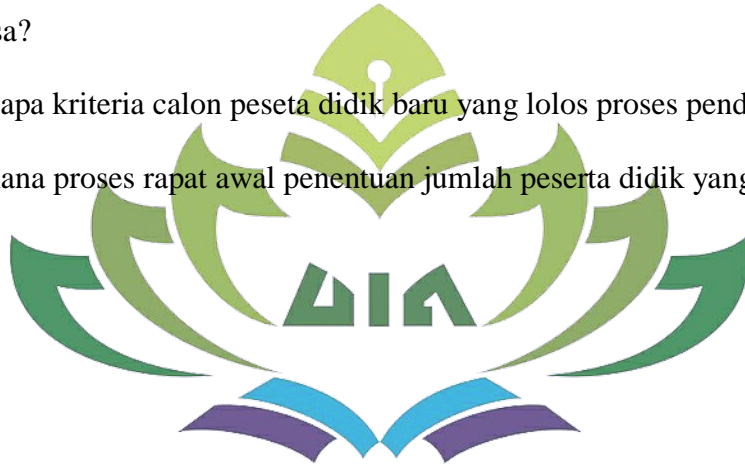 sa?
apa kriteria calon peseta didik baru yang lolos proses pend
ana proses rapat awal penentuan jumlah peserta didik yang
UIN